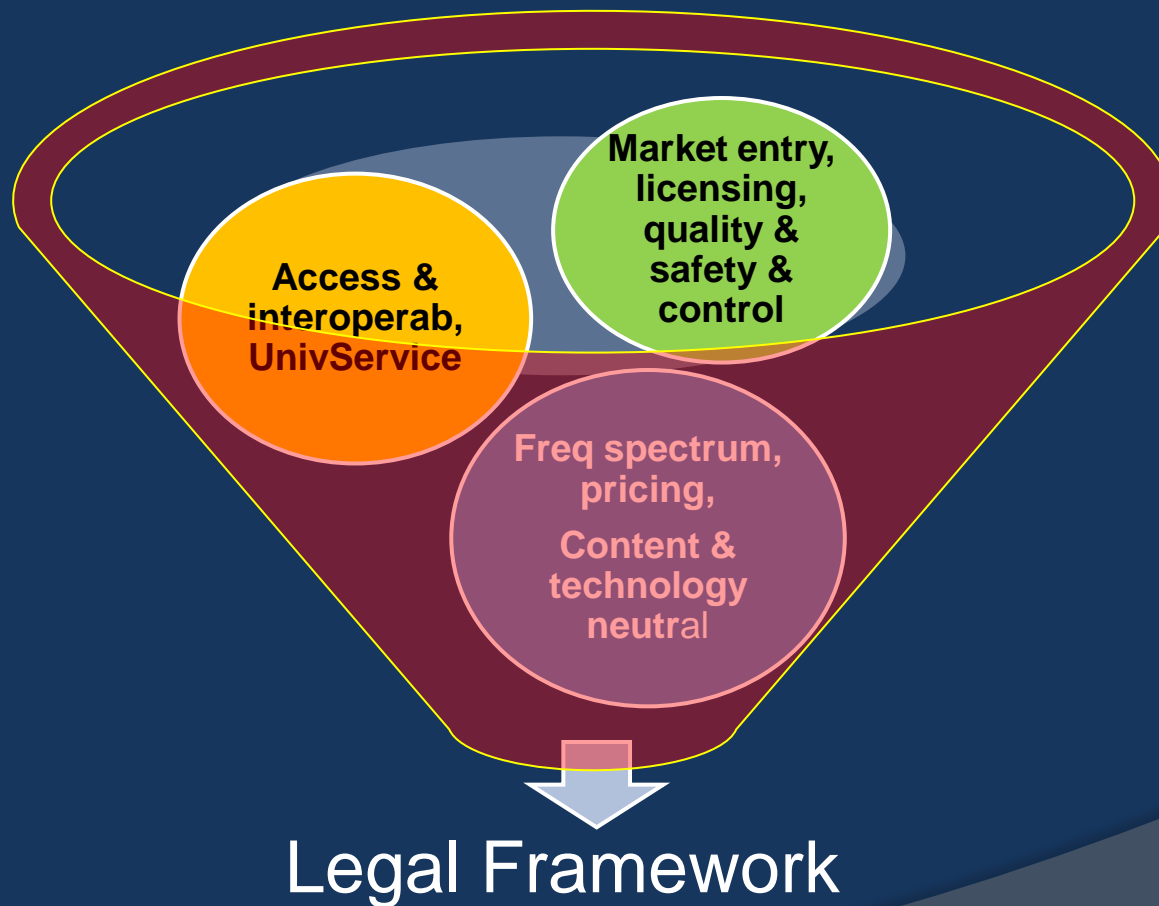 Market entry,
licensing,
quality &
safety &
control
Access &
interoperab,
UnivService
Freq spectrum,
pricing,
Content &
technology
neutral
Legal Framework